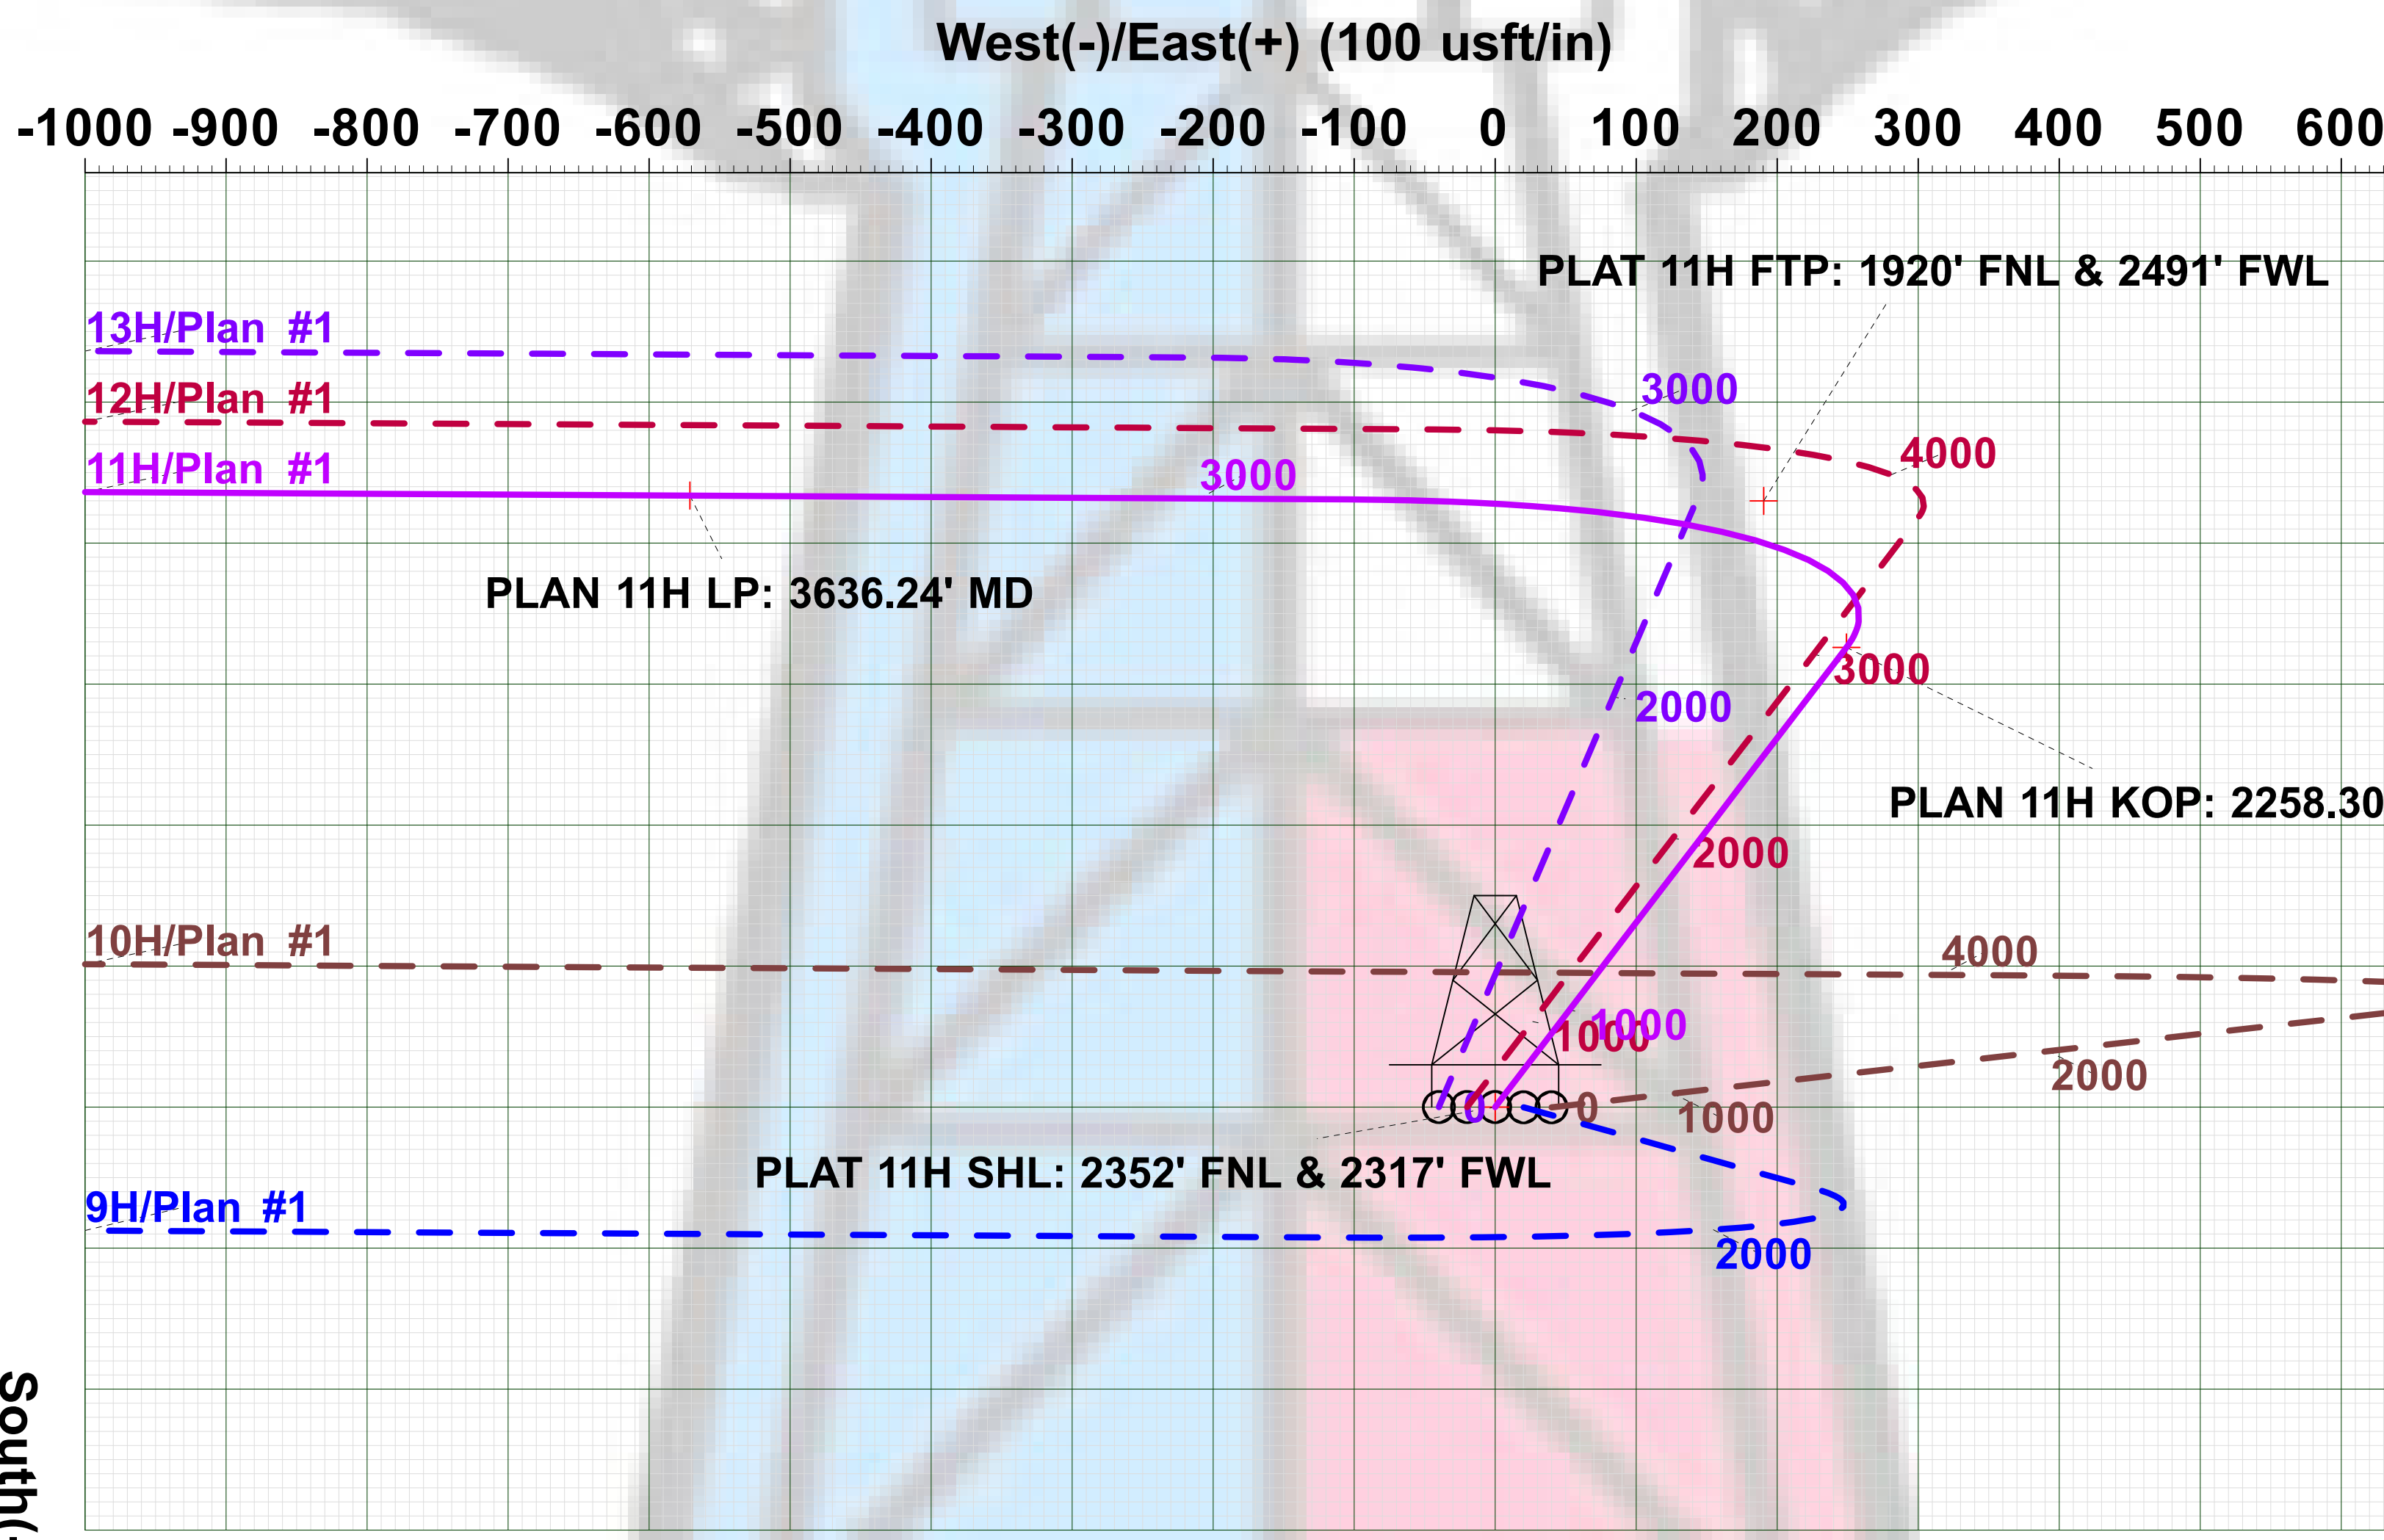 West(-)/East(+) (100 usft/in)
-1000 -900 -800 -700 -600 -500 -400 -300 -200 -100 0 100 200 300 400 500 600
PLAT 11H FTP: 1920' FNL & 2491' FWL
13H/Plan #1
3000
12H/Plan #1
4000
11H/Plan #1
3000
PLAN 11H LP: 3636.24' MD
3000
2000
PLAN 11H KOP: 2258.30
2000
10H/Plan #1
4000
1000
1000
2000
0
0
1000
PLAT 11H SHL: 2352' FNL & 2317' FWL
9H/Plan #1
2000
South(-